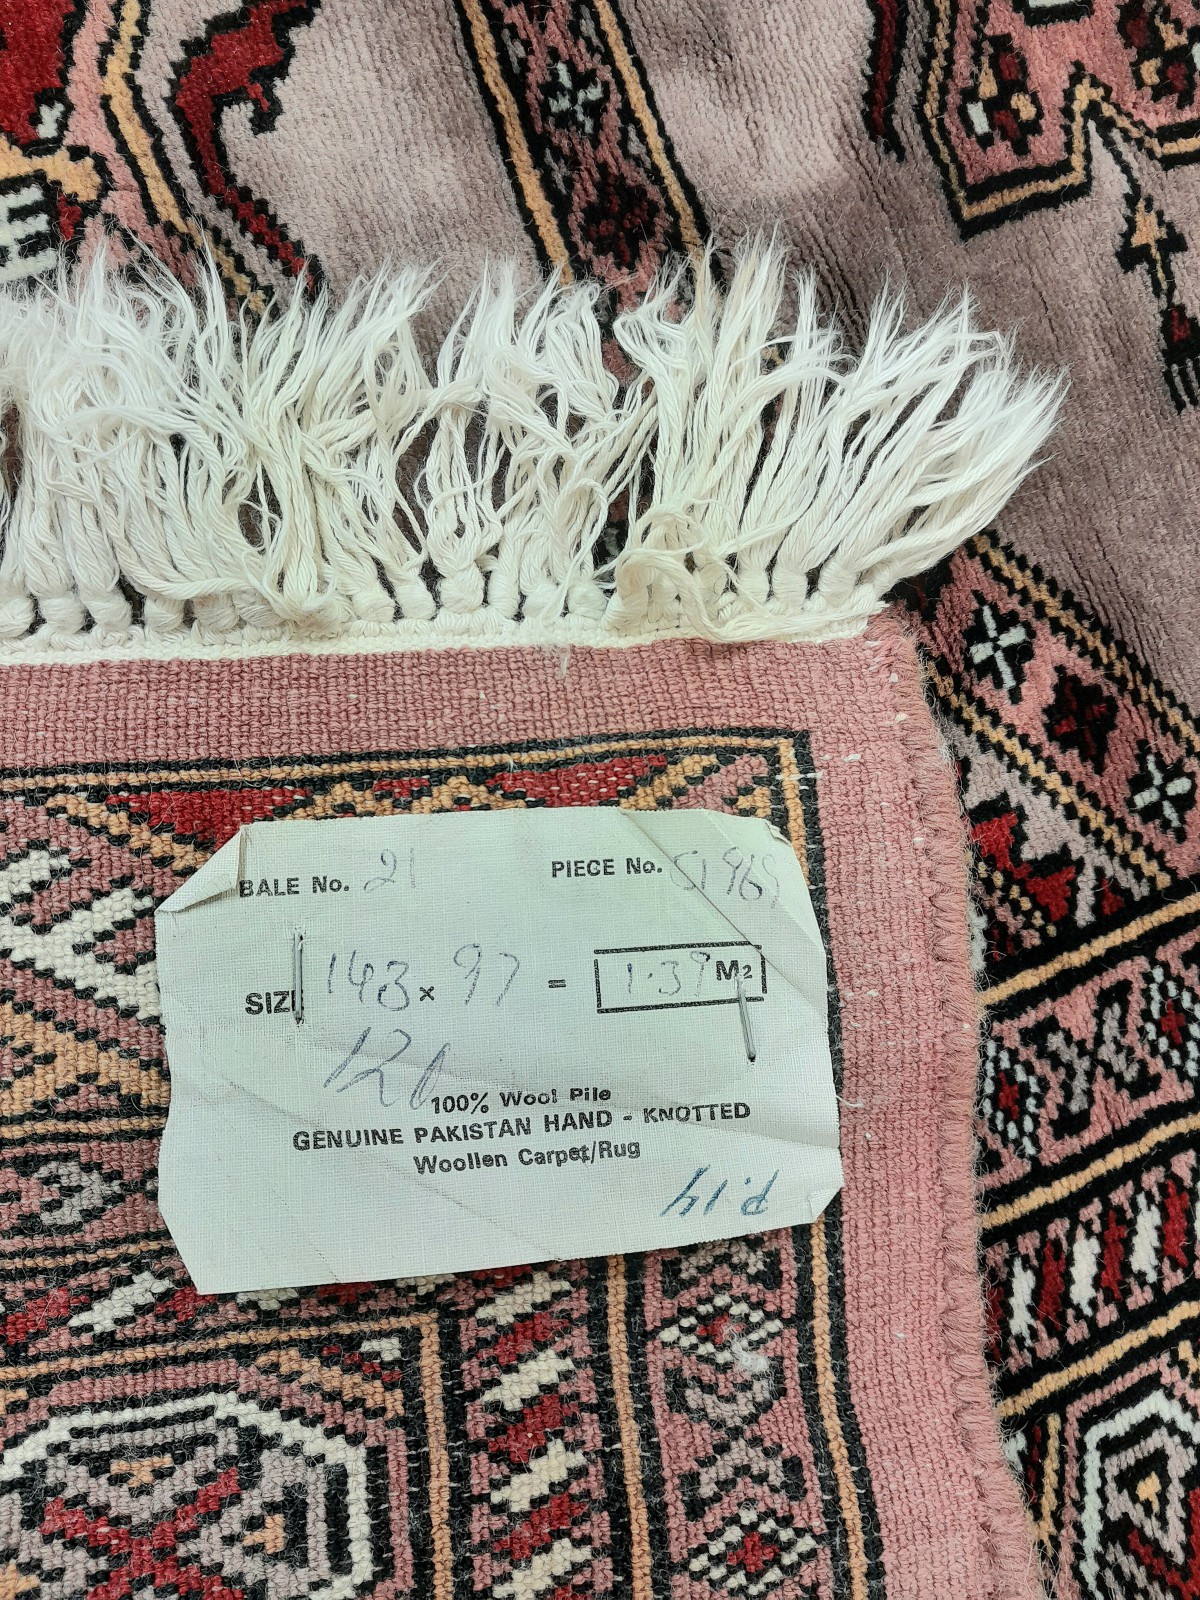 BALE No. 21 PIECE No. 51969
SIZE 143 x 97 = 1.39 M2
100% Wool Pile
GENUINE PAKISTAN HAND - KNOTTED
Woollen Carpet/Rug